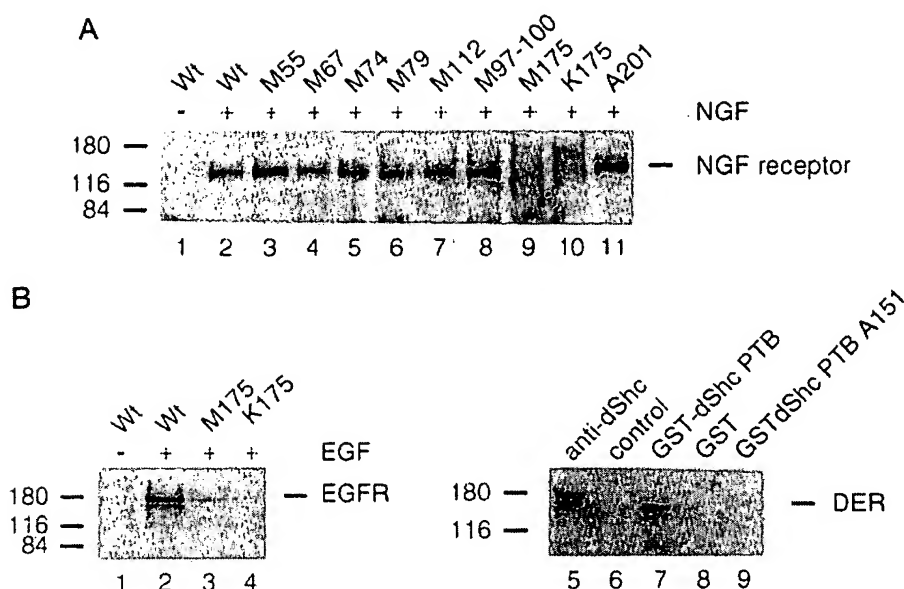 A
Wt Wt M55 M67 M74 M79 M112 M97-100 M175 K175 A201
- + + + + + + + + + + NGF
180
NGF receptor
116
84
1 2 3 4 5 6 7 8 9 10 11
B
Wt Wt M175 K175
- + + + EGF
180
EGFR
116
84
1 2 3 4
anti-dShc control GST-dShc PTB GST GSTdShc PTB A151
180
DER
116
5 6 7 8 9